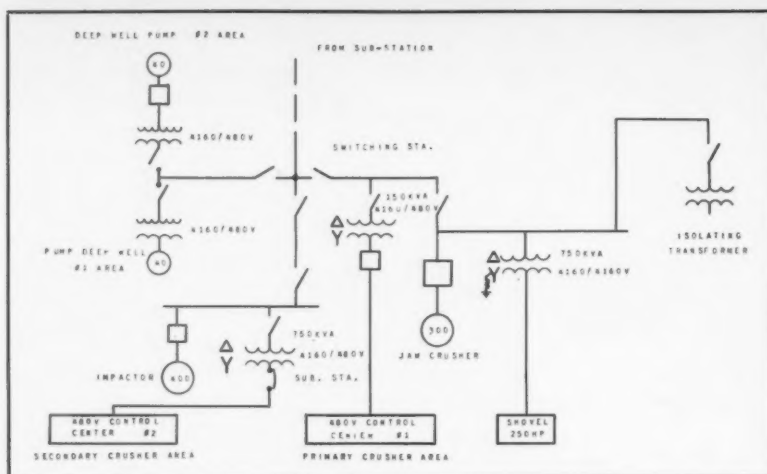 DEEP WELL PUMP #2 AREA
40
4160/480V
FROM SUB-STATION
SWITCHING STA.
4160/480V
PUMP DEEP WELL
#1 AREA
40
150KVA
4160/480V
Δ
Y
JAW CRUSHER
300
Δ
Y
750KVA
4160/4160V
ISOLATING
TRANSFORMER
IMPACTOR
400
Δ
Y
750KVA
4160/480V
SUB. STA.
480V CONTROL
CENTER #2
SECONDARY CRUSHER AREA
480V CONTROL
CENTER #1
PRIMARY CRUSHER AREA
SHOVEL
250HP